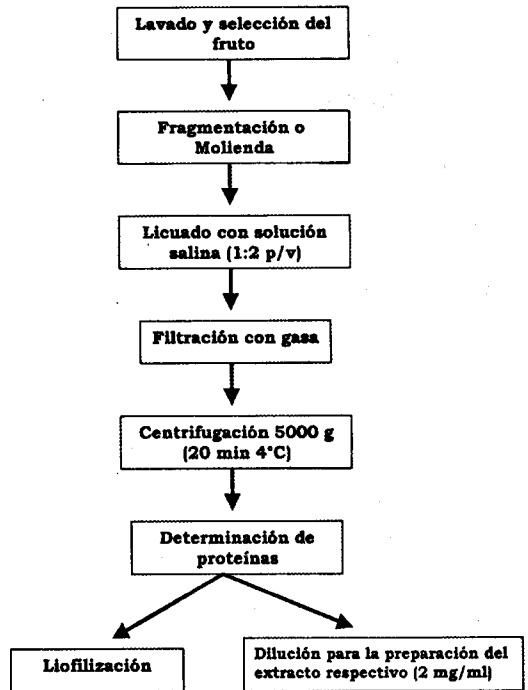 Lavado y selección del
fruto
Fragmentación o
Molienda
Licuado con solución
salina (1:2 p/v)
Filtración con gasa
Centrifugación 5000 g
(20 min 4°C)
Determinación de
proteínas
Liofilización
Dilución para la preparación del
extracto respectivo (2 mg/ml)